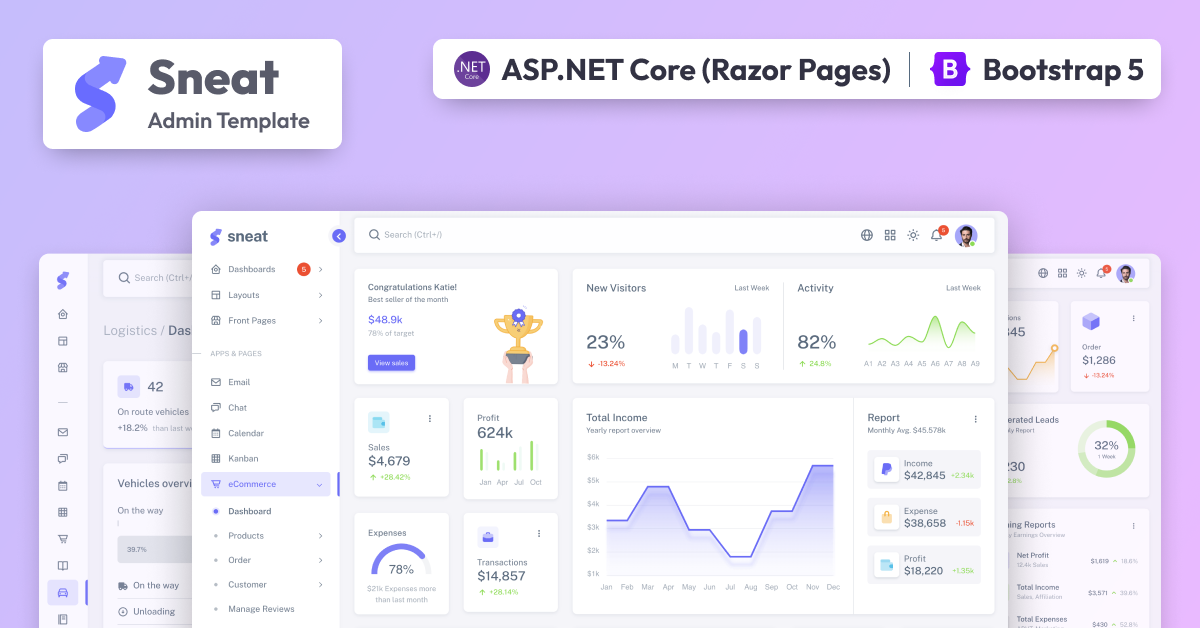 Sneat
Admin Template
.NET
Core
ASP.NET Core (Razor Pages)
B
Bootstrap 5
sneat
Dashboards
5
Layouts
Front Pages
APPS & PAGES
Email
Chat
Calendar
Kanban
eCommerce
Dashboard
Products
Order
Customer
Manage Reviews
Search (Ctrl+/)
5
Congratulations Katie!
Best seller of the month
$48.9k
78% of target
View sales
New Visitors
Last Week
23%
-13.24%
M T W T F S S
Activity
Last Week
82%
24.8%
A1 A2 A3 A4 A5 A6 A7 A8 A9
Sales
$4,679
+28.42%
Profit
624k
Jan Apr Jul Oct
Expenses
78%
$21k Expenses more
than last month
Transactions
$14,857
+28.14%
Total Income
Yearly report overview
$6k
$5k
$4k
$3k
$2k
$1k
Jan Feb Mar Apr May Jun Jul Aug Sep Oct Nov Dec
Report
Monthly Avg. $45.578k
Income
$42,845
+2.34k
Expense
$38,658
-1.15k
Profit
$18,220
+1.35k
Search (Ctrl+/
Logistics / Das
42
On route vehicles
+18.2% than last we
Vehicles overvi
On the way
39.7%
On the way
Unloading
ions
345
Order
$1,286
-13.24%
erated Leads
ly Report
230
2.8%
32%
1 Week
ning Reports
y Earnings Overview
Net Profit
12.4k Sales
$1,619
18.6%
Total Income
Sales, Affiliation
$3,571
39.6%
Total Expenses
$430
52.8%